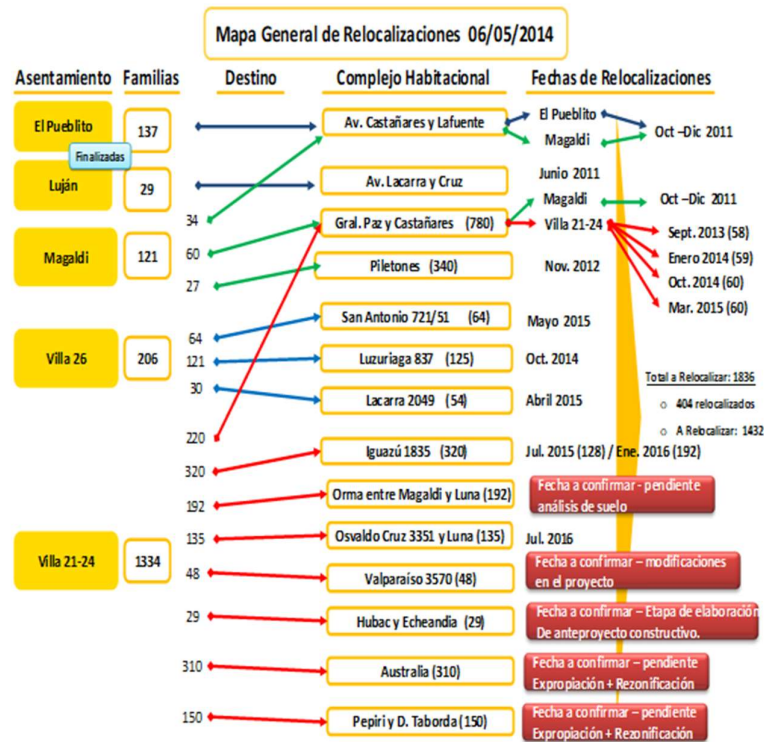 Mapa General de Relocalizaciones 06/05/2014
Asentamiento Familias Destino Complejo Habitacional Fechas de Relocalizaciones
El Pueblito 137 Av. Castañares y Lafuente El Pueblito
Magaldi Oct –Dic 2011
Finalizadas
Luján 29 Av. Lacarra y Cruz Junio 2011
34
Magaldi Oct –Dic 2011
Magaldi 121 60 Gral. Paz y Castañares (780) Villa 21-24 Sept. 2013 (58)
Enero 2014 (59)
27 Piletones (340) Nov. 2012 Oct. 2014 (60)
Mar. 2015 (60)
64 San Antonio 721/51 (64) Mayo 2015
Villa 26 206 121 Luzuriaga 837 (125) Oct. 2014
30 Lacarra 2049 (54) Abril 2015
Total a Relocalizar: 1836
404 relocalizados
A Relocalizar: 1432
220
320 Iguazú 1835 (320) Jul. 2015 (128) / Ene. 2016 (192)
192 Orma entre Magaldi y Luna (192) Fecha a confirmar - pendiente
análisis de suelo
135 Osvaldo Cruz 3351 y Luna (135) Jul. 2016
Villa 21-24 1334 48 Valparaíso 3570 (48) Fecha a confirmar – modificaciones
en el proyecto
29 Hubac y Echeandia (29) Fecha a confirmar – Etapa de elaboración
De anteproyecto constructivo.
310 Australia (310) Fecha a confirmar – pendiente
Expropiación + Rezonificación
150 Pepiri y D. Taborda (150) Fecha a confirmar – pendiente
Expropiación + Rezonificación